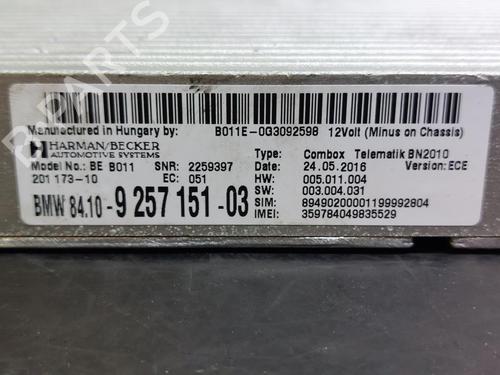 B-PARTS
Manufactured in Hungary by: B011E-0G3092598 12Volt (Minus on Chassis)
HARMAN/BECKER
AUTOMOTIVE SYSTEMS
Type: Combox Telematik BN2010
Model No.: BE B011 SNR: 2259397 Date: 24.05.2016 Version: ECE
201 173-10 EC: 051 HW: 005.011.004
SW: 003.004.031
BMW 84.10-9 257 151-03 SIM: 89490200001199992804
IMEI: 359784049835529